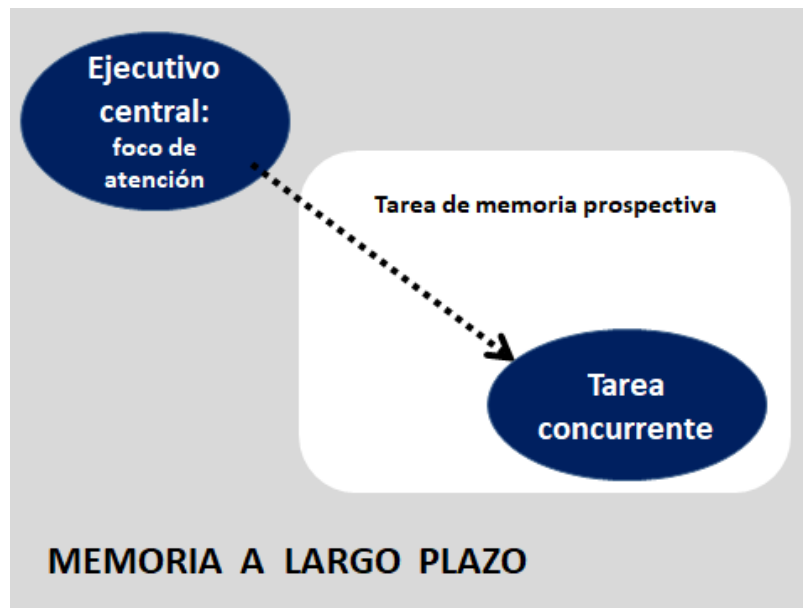 Ejecutivo
central:
foco de
atención
Tarea de memoria prospectiva
Tarea
concurrente
MEMORIA A LARGO PLAZO